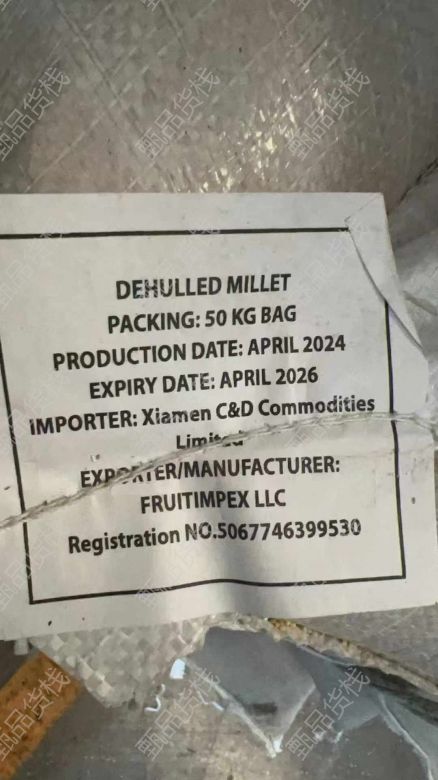 DEHULLED MILLET
PACKING: 50 KG BAG
PRODUCTION DATE: APRIL 2024
EXPIRY DATE: APRIL 2026
IMPORTER: Xiamen C&D Commodities
Limited
EXPORTER/MANUFACTURER:
FRUITIMPEX LLC
Registration NO.5067746399530
甄品货栈